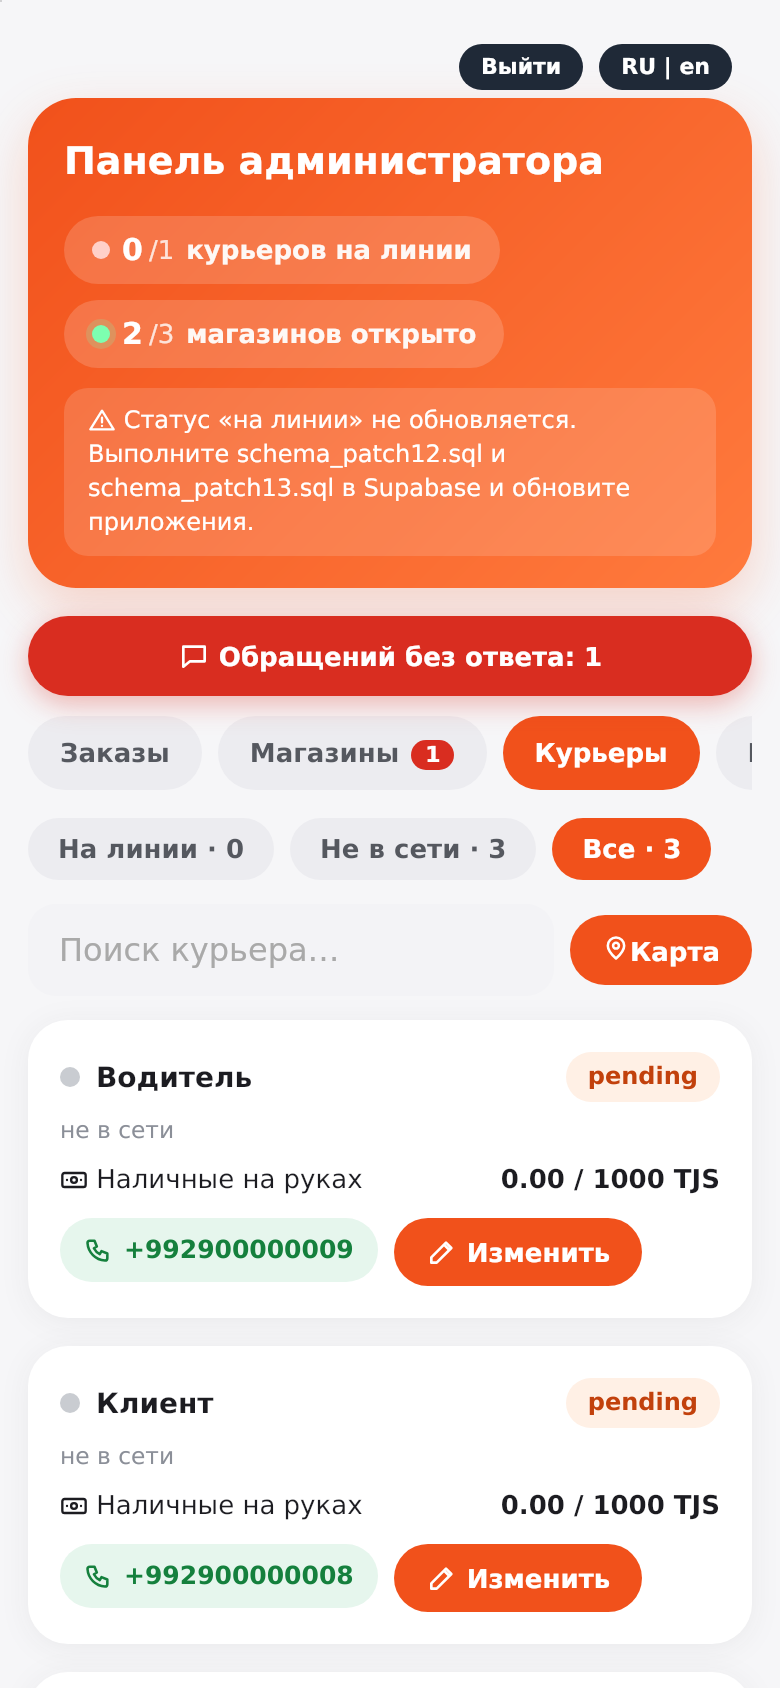 Выйти
RU | en
Панель администратора
0 /1 курьеров на линии
2 /3 магазинов открыто
Статус «на линии» не обновляется.
Выполните schema_patch12.sql и
schema_patch13.sql в Supabase и обновите
приложения.
Обращений без ответа: 1
Заказы
Магазины 1
Курьеры
На линии · 0
Не в сети · 3
Все · 3
Поиск курьера...
Карта
Водитель
pending
не в сети
Наличные на руках
0.00 / 1000 TJS
+992900000009
Изменить
Клиент
pending
не в сети
Наличные на руках
0.00 / 1000 TJS
+992900000008
Изменить